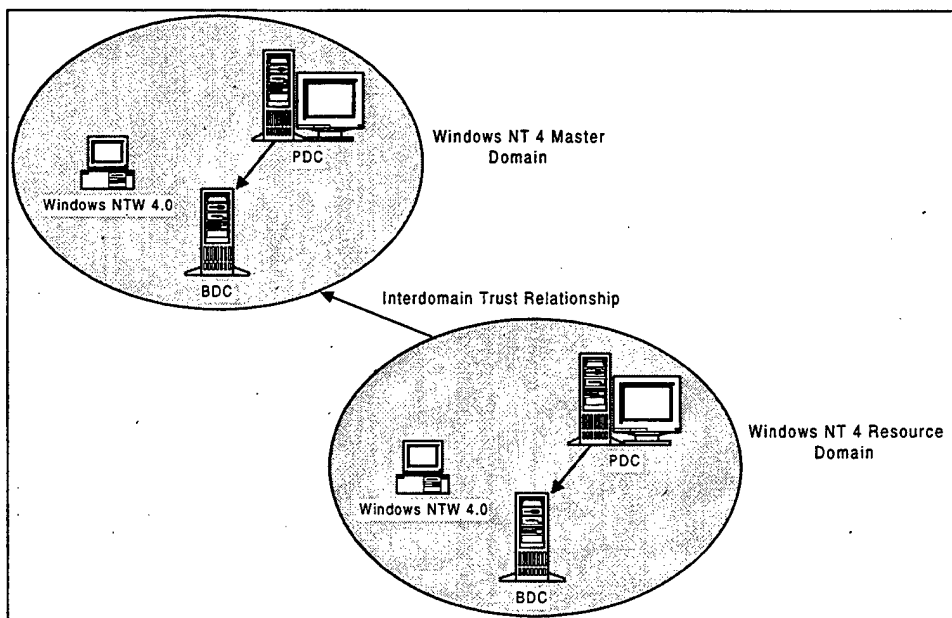 PDC
Windows NT 4 Master
Domain
Windows NTW 4.0
BDC
Interdomain Trust Relationship
PDC
Windows NT 4 Resource
Domain
Windows NTW 4.0
BDC